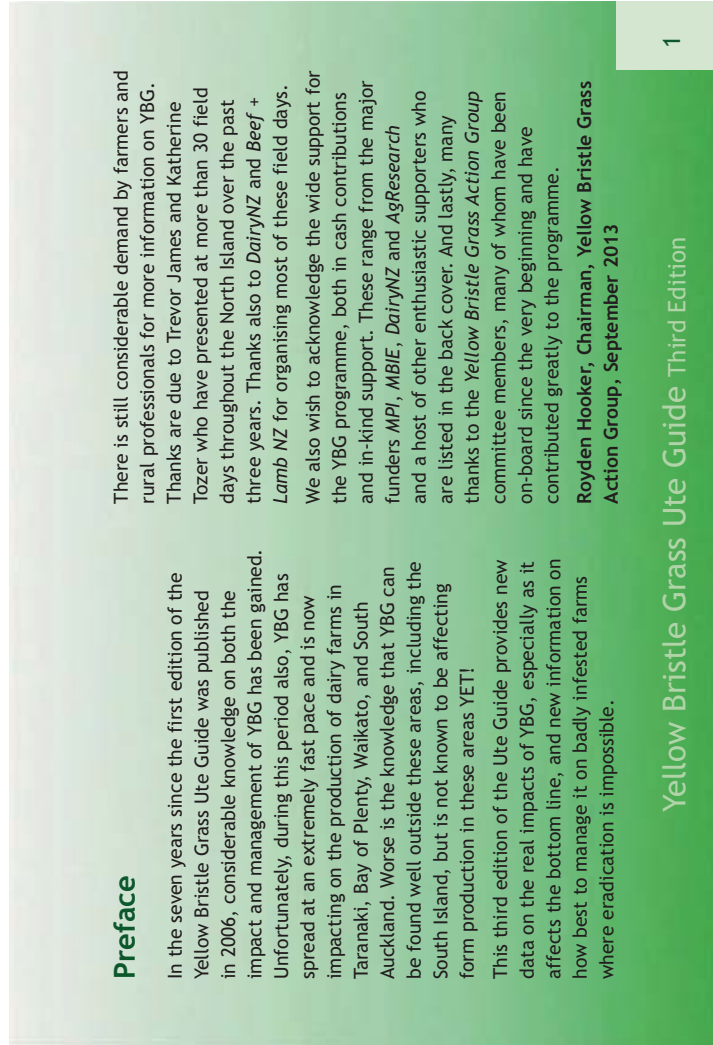 Preface
In the seven years since the first edition of the
Yellow Bristle Grass Ute Guide was published
in 2006, considerable knowledge on both the
impact and management of YBG has been gained.
Unfortunately, during this period also, YBG has
spread at an extremely fast pace and is now
impacting on the production of dairy farms in
Taranaki, Bay of Plenty, Waikato, and South
Auckland. Worse is the knowledge that YBG can
be found well outside these areas, including the
South Island, but is not known to be affecting
form production in these areas YET!
This third edition of the Ute Guide provides new
data on the real impacts of YBG, especially as it
affects the bottom line, and new information on
how best to manage it on badly infested farms
where eradication is impossible.
There is still considerable demand by farmers and
rural professionals for more information on YBG.
Thanks are due to Trevor James and Katherine
Tozer who have presented at more than 30 field
days throughout the North Island over the past
three years. Thanks also to DairyNZ and Beef +
Lamb NZ for organising most of these field days.
We also wish to acknowledge the wide support for
the YBG programme, both in cash contributions
and in-kind support. These range from the major
funders MPI, MBIE, DairyNZ and AgResearch
and a host of other enthusiastic supporters who
are listed in the back cover. And lastly, many
thanks to the Yellow Bristle Grass Action Group
committee members, many of whom have been
on-board since the very beginning and have
contributed greatly to the programme.
Royden Hooker, Chairman, Yellow Bristle Grass
Action Group, September 2013
Yellow Bristle Grass Ute Guide Third Edition
1